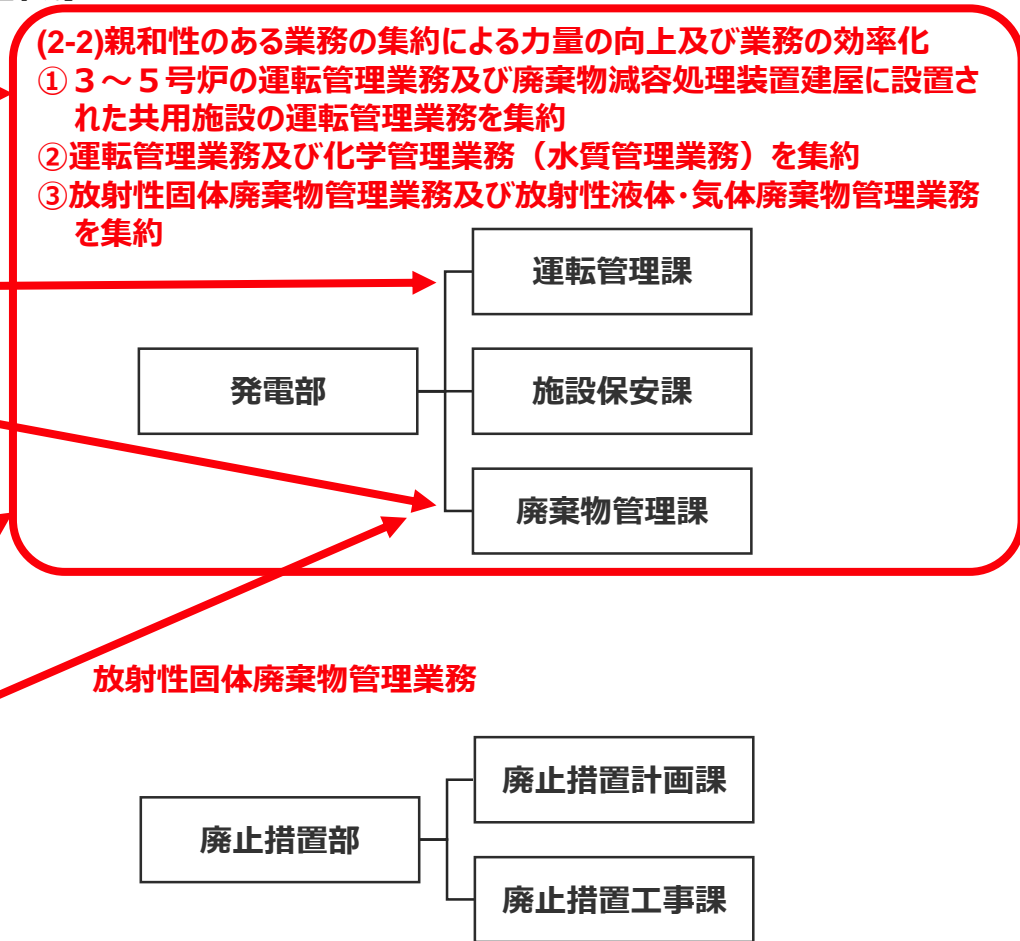 (2-2)親和性のある業務の集約による力量の向上及び業務の効率化
①３～５号炉の運転管理業務及び廃棄物減容処理装置建屋に設置さ
れた共用施設の運転管理業務を集約
②運転管理業務及び化学管理業務（水質管理業務）を集約
③放射性固体廃棄物管理業務及び放射性液体・気体廃棄物管理業務
を集約
運転管理課
発電部
施設保安課
廃棄物管理課
放射性固体廃棄物管理業務
廃止措置計画課
廃止措置部
廃止措置工事課